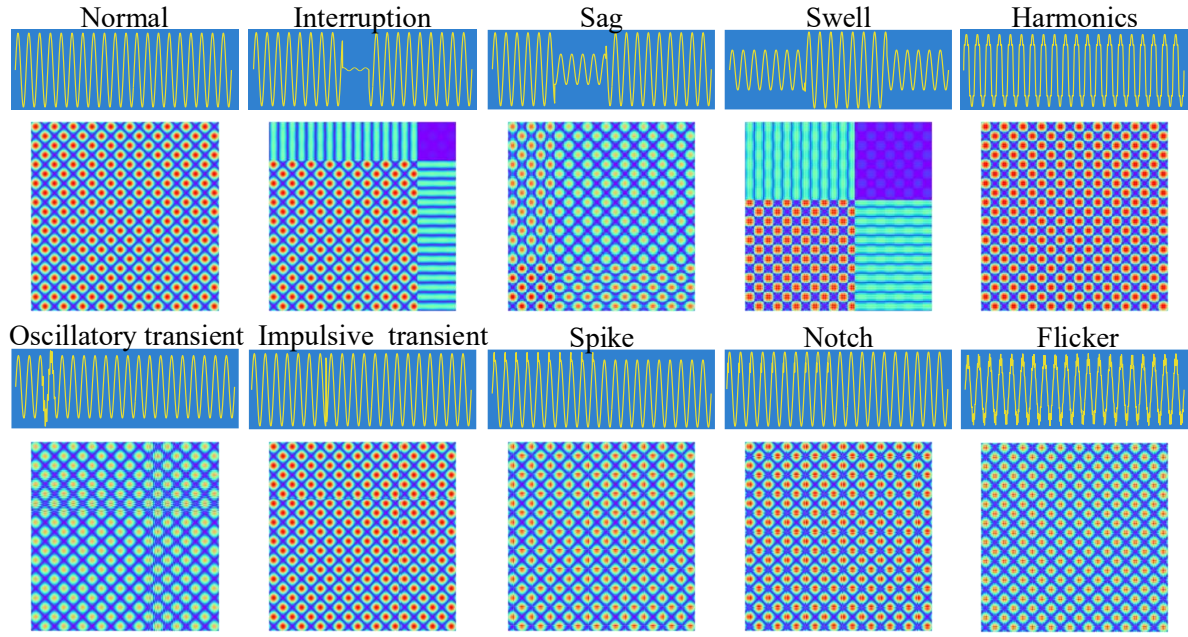 Normal
Interruption
Sag
Swell
Harmonics
Oscillatory transient
Impulsive transient
Spike
Notch
Flicker